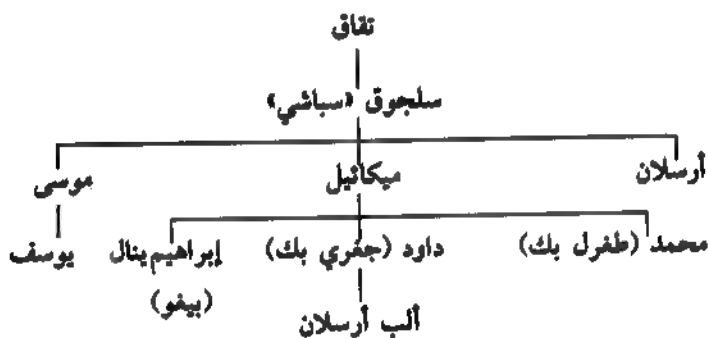 تقاق
سلجوق «سباشي»
أرسلان ميكائيل موسى
محمد (طغرل بك) داود (جغري بك) إبراهيم ينال يوسف
(بيغو)
ألب أرسلان